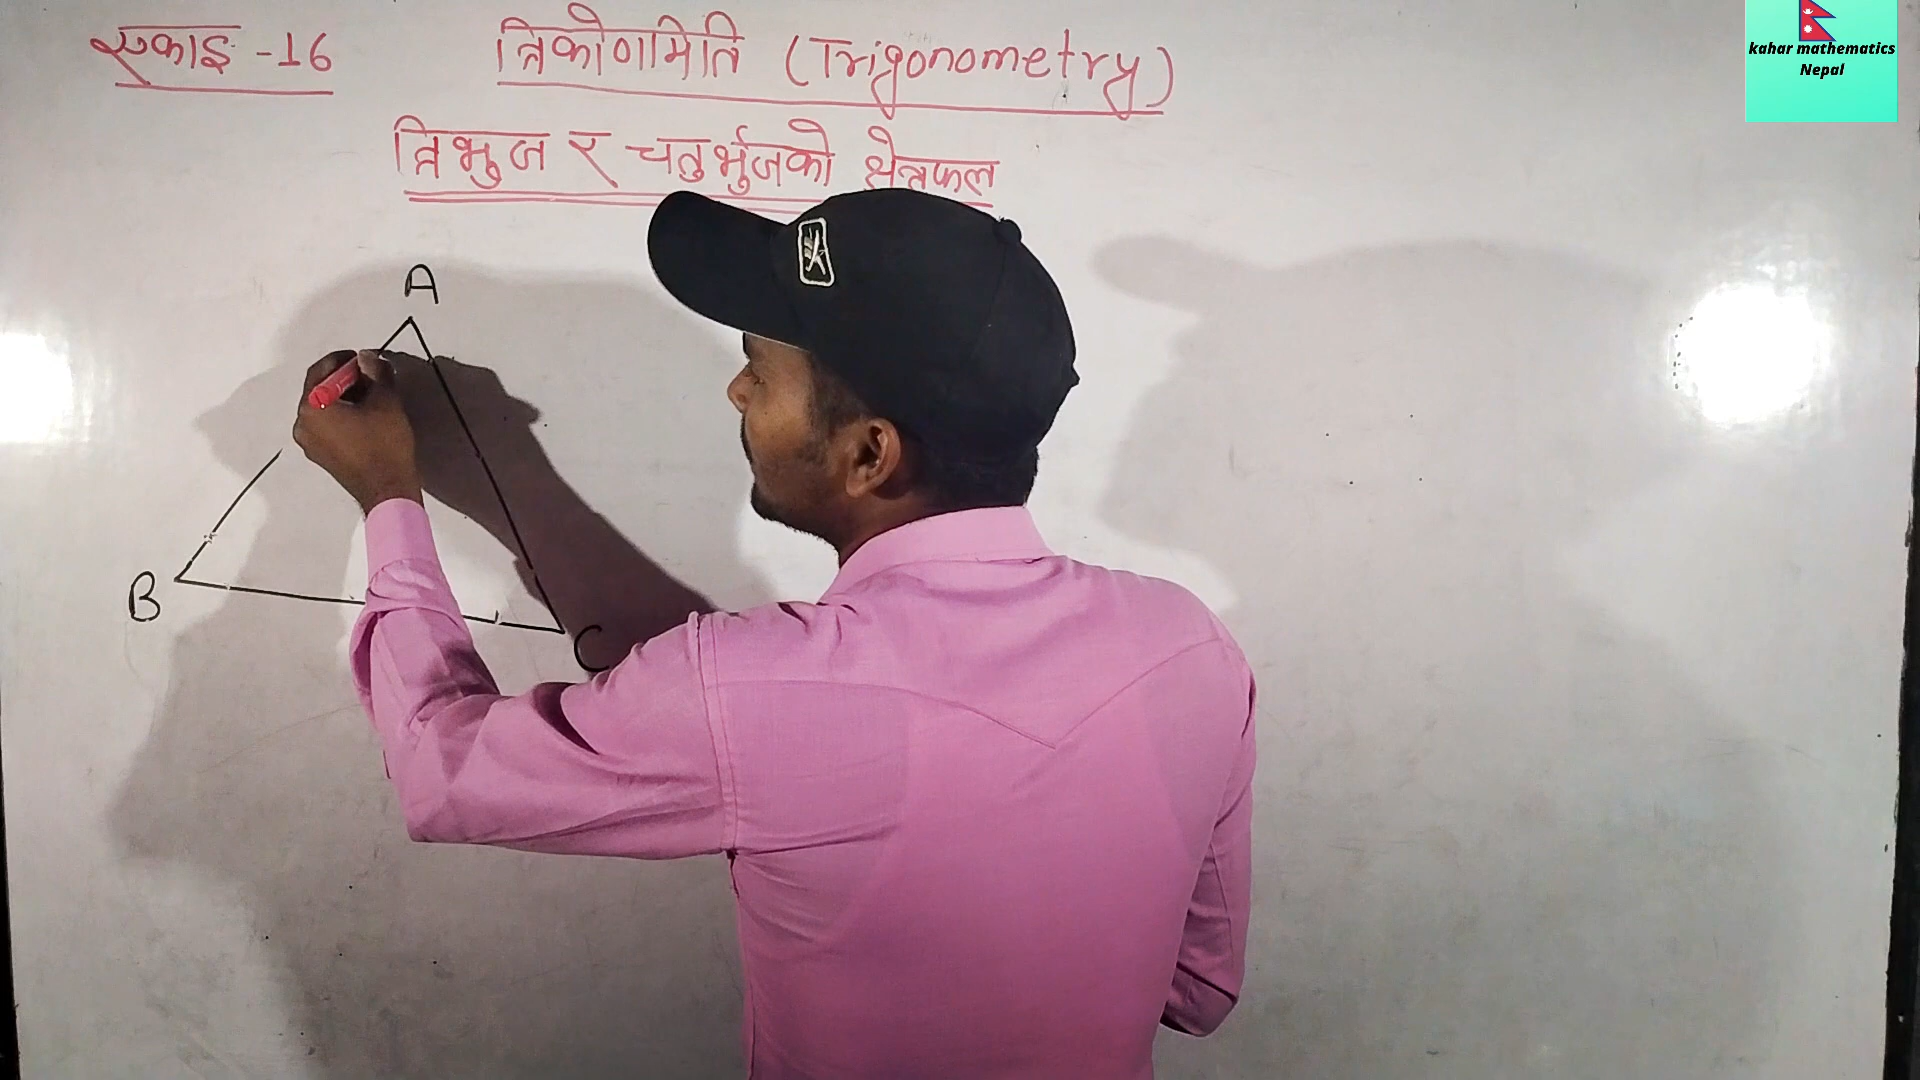 एकाइ -16 त्रिकोणमिति (Trigonometry)
त्रिभुज र चतुर्भुजको क्षेत्रफल
A
B
C
kahar mathematics
Nepal